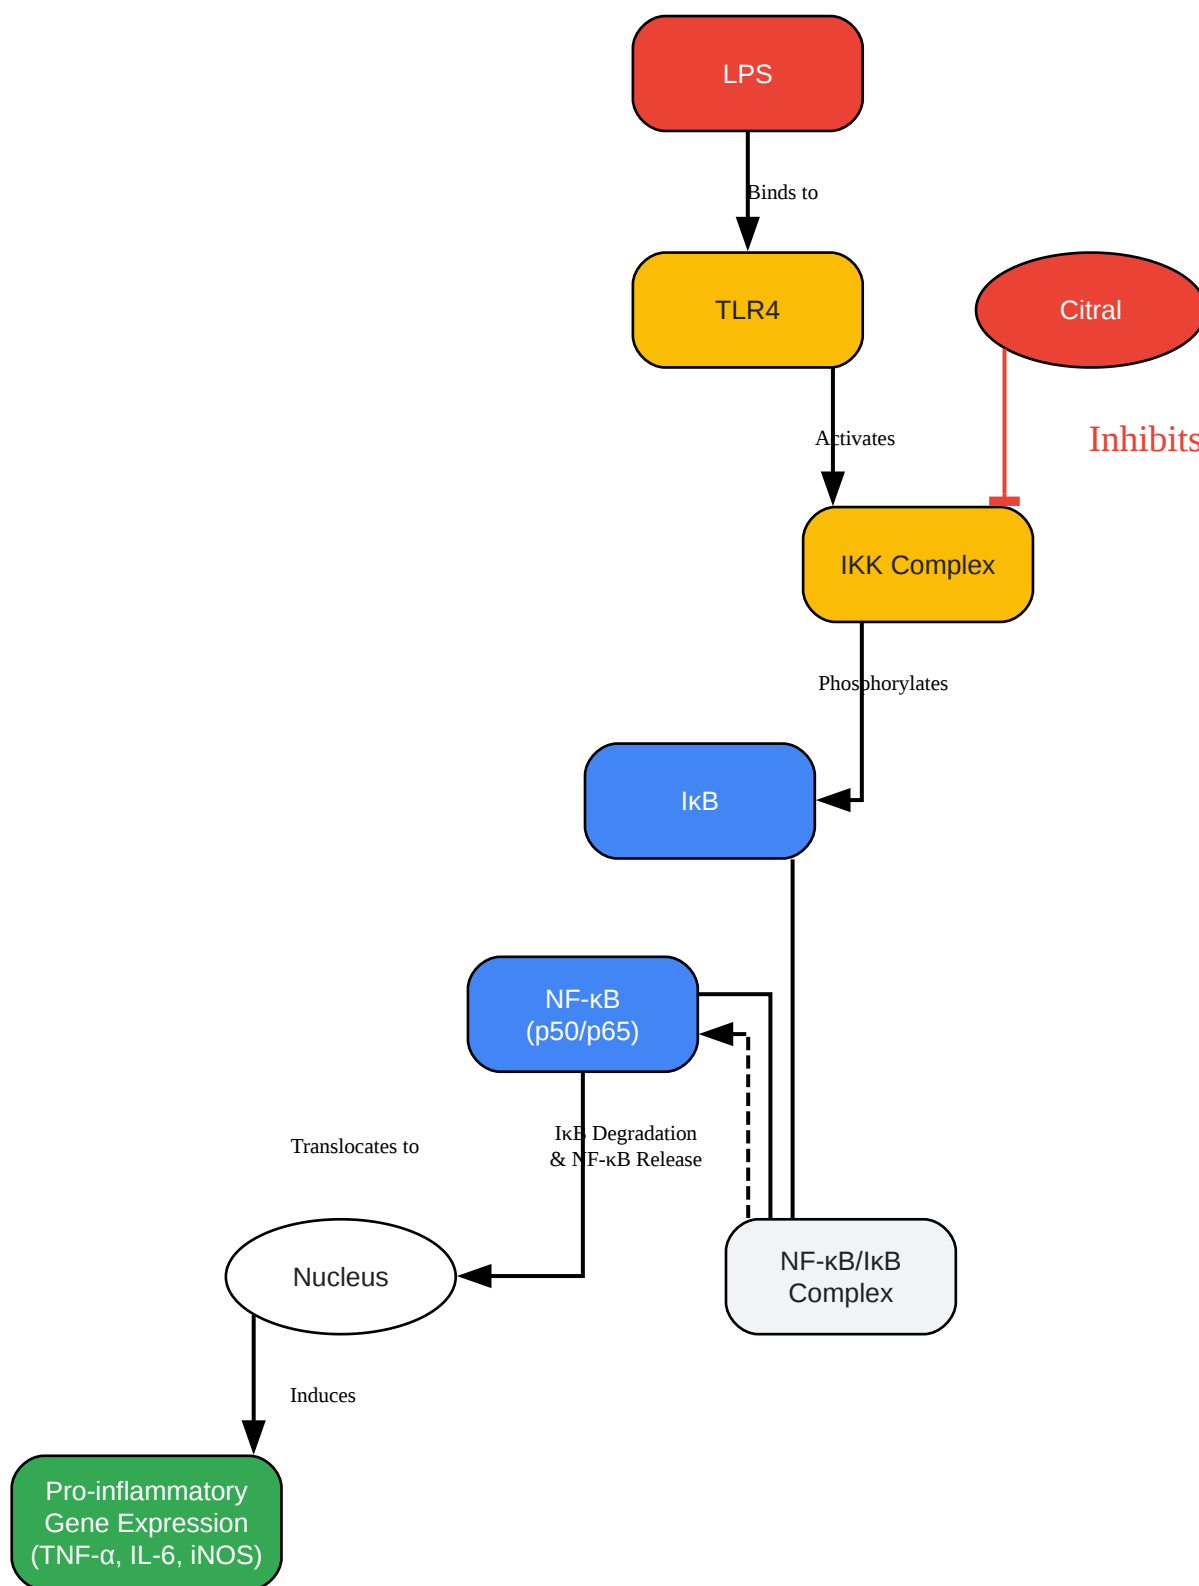 LPS
Binds to
TLR4
Citral
Activates
Inhibits
IKK Complex
Phosphorylates
IκB
NF-κB
(p50/p65)
Translocates to
IκB Degradation
& NF-κB Release
Nucleus
NF-κB/IκB
Complex
Induces
Pro-inflammatory
Gene Expression
(TNF-α, IL-6, iNOS)